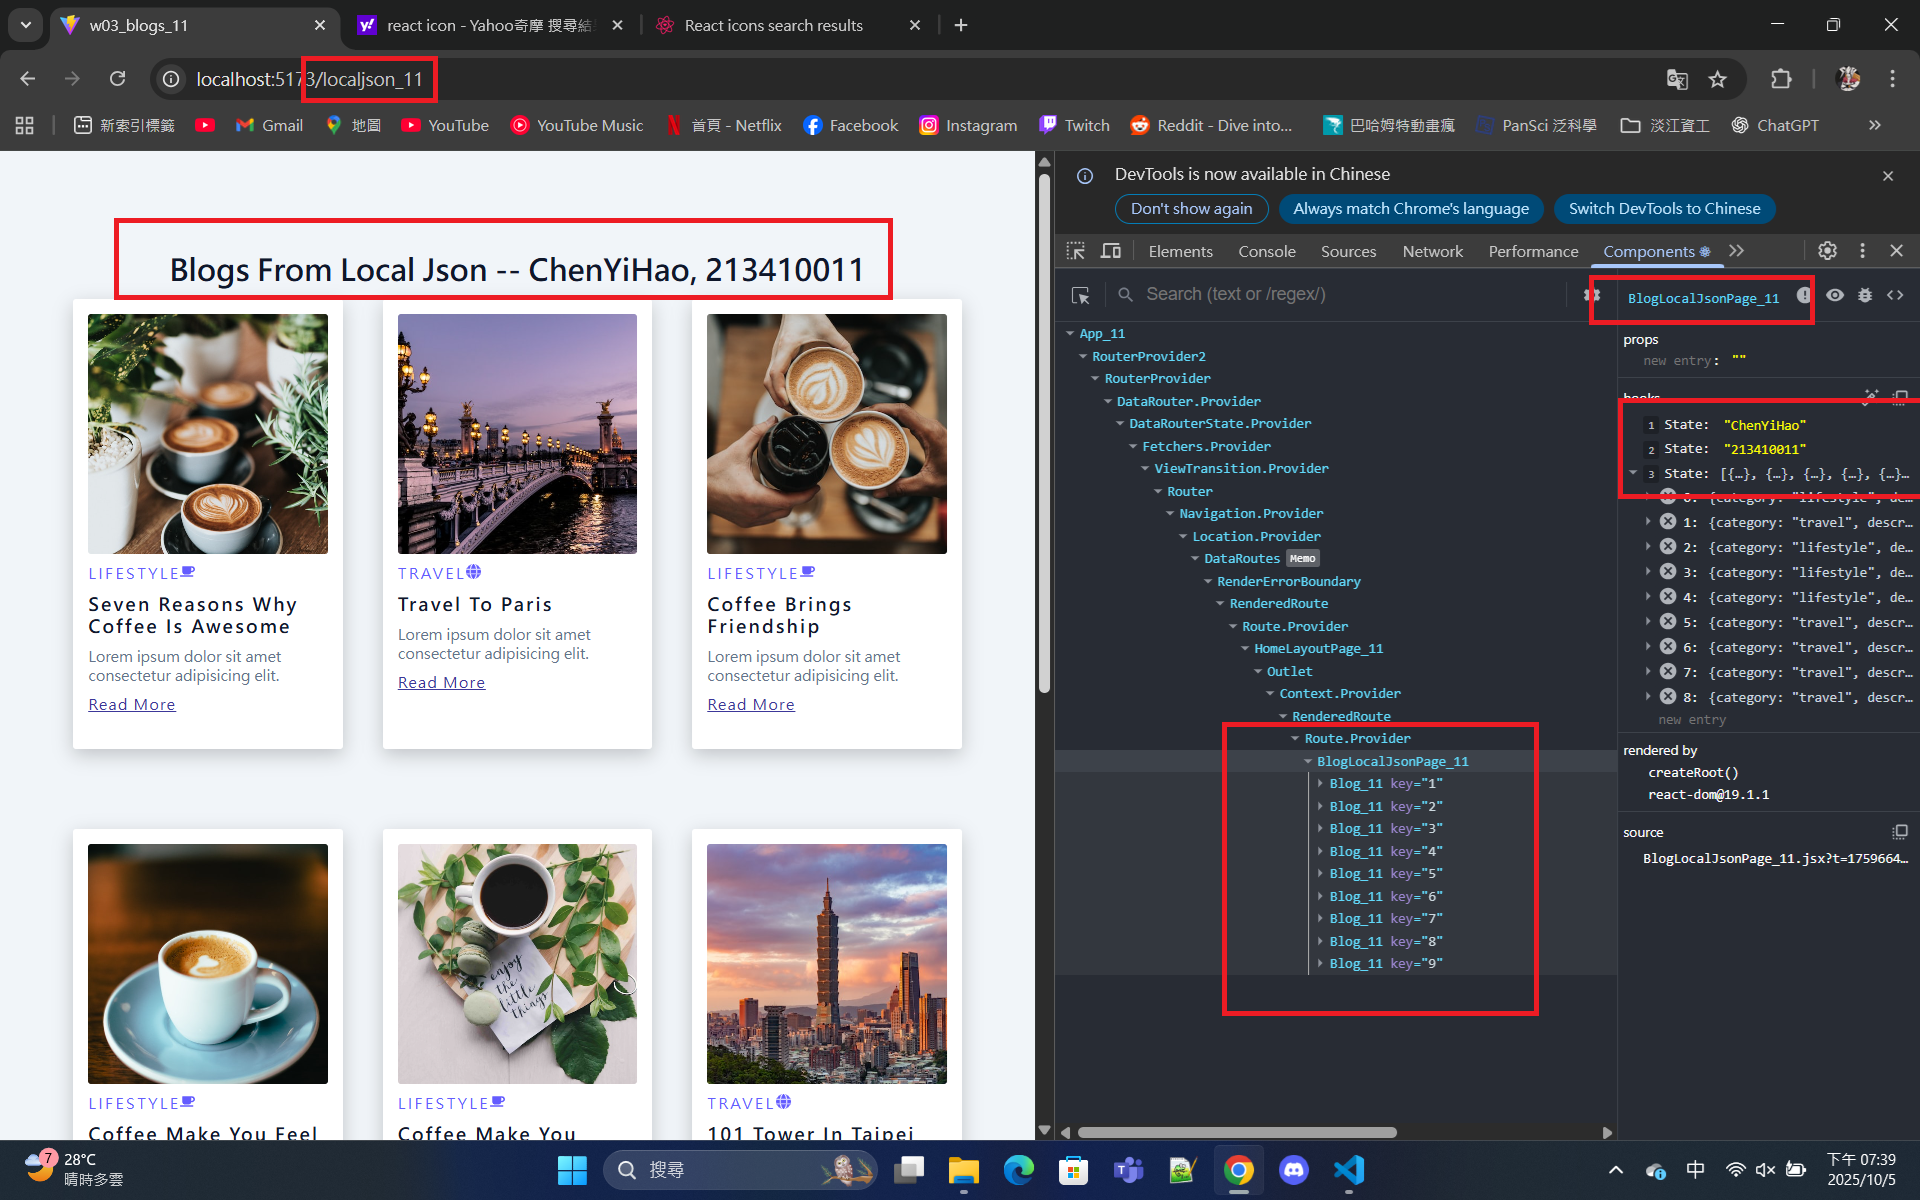 w03_blogs_11
react icon - Yahoo奇摩 搜尋結
React icons search results
localhost:5173/localjson_11
新索引標籤
Gmail
地圖
YouTube
YouTube Music
首頁 - Netflix
Facebook
Instagram
Twitch
Reddit - Dive into...
巴哈姆特動畫瘋
PanSci 泛科學
淡江資工
ChatGPT
»
Blogs From Local Json -- ChenYiHao, 213410011
LIFESTYLE
Seven Reasons Why
Coffee Is Awesome
Lorem ipsum dolor sit amet
consectetur adipisicing elit.
Read More
TRAVEL
Travel To Paris
Lorem ipsum dolor sit amet
consectetur adipisicing elit.
Read More
LIFESTYLE
Coffee Brings
Friendship
Lorem ipsum dolor sit amet
consectetur adipisicing elit.
Read More
enjoy
the
little
things
LIFESTYLE
Coffee Make You Feel
LIFESTYLE
Coffee Make You
TRAVEL
101 Tower In Taipei
DevTools is now available in Chinese
Don't show again
Always match Chrome's language
Switch DevTools to Chinese
Elements
Console
Sources
Network
Performance
Components
Search (text or /regex/)
App_11
RouterProvider2
RouterProvider
DataRouter.Provider
DataRouterState.Provider
Fetchers.Provider
ViewTransition.Provider
Router
Navigation.Provider
Location.Provider
DataRoutes Memo
RenderErrorBoundary
RenderedRoute
Route.Provider
HomeLayoutPage_11
Outlet
Context.Provider
RenderedRoute
Route.Provider
BlogLocalJsonPage_11
Blog_11 key="1"
Blog_11 key="2"
Blog_11 key="3"
Blog_11 key="4"
Blog_11 key="5"
Blog_11 key="6"
Blog_11 key="7"
Blog_11 key="8"
Blog_11 key="9"
BlogLocalJsonPage_11
props
new entry: ""
hooks
1 State: "ChenYiHao"
2 State: "213410011"
3 State: [{…}, {…}, {…}, {…}, {…}…
0: {category: "lifestyle", de…
1: {category: "travel", descr…
2: {category: "lifestyle", de…
3: {category: "lifestyle", de…
4: {category: "lifestyle", de…
5: {category: "travel", descr…
6: {category: "travel", descr…
7: {category: "travel", descr…
8: {category: "travel", descr…
new entry
rendered by
createRoot()
react-dom@19.1.1
source
BlogLocalJsonPage_11.jsx?t=1759664…
7
28°C
晴時多雲
搜尋
中
下午 07:39
2025/10/5